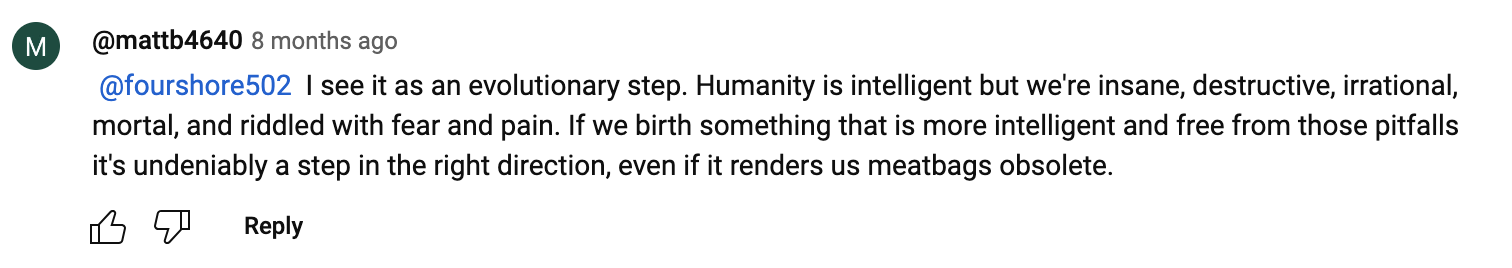 M
@mattb4640 8 months ago
@fourshore502 I see it as an evolutionary step. Humanity is intelligent but we're insane, destructive, irrational,
mortal, and riddled with fear and pain. If we birth something that is more intelligent and free from those pitfalls
it's undeniably a step in the right direction, even if it renders us meatbags obsolete.
Reply